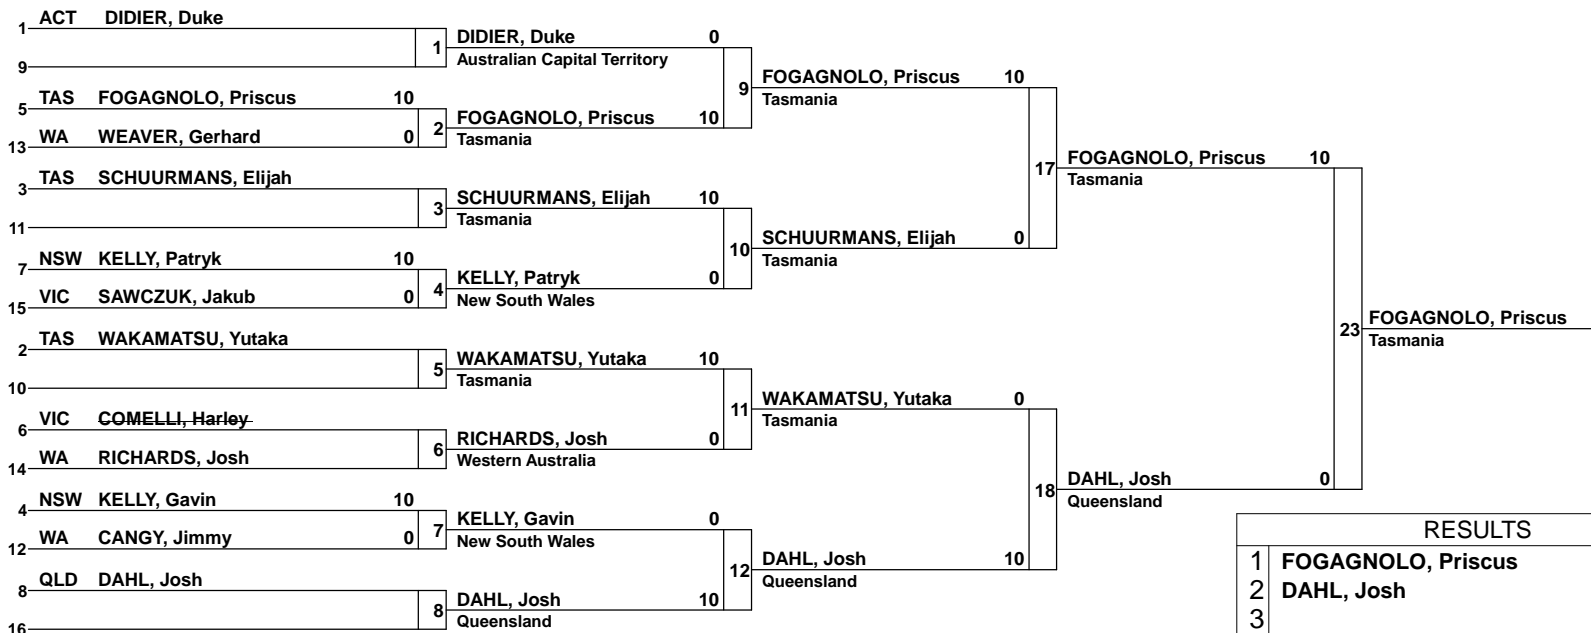 1 ACT DIDIER, Duke
9
1 DIDIER, Duke 0
Australian Capital Territory
5 TAS FOGAGNOLO, Priscus 10
13 WA WEAVER, Gerhard 0
2 FOGAGNOLO, Priscus 10
Tasmania
9 FOGAGNOLO, Priscus 10
Tasmania
3 TAS SCHUURMANS, Elijah
11
3 SCHUURMANS, Elijah 10
Tasmania
7 NSW KELLY, Patryk 10
15 VIC SAWCZUK, Jakub 0
4 KELLY, Patryk 0
New South Wales
10 SCHUURMANS, Elijah 0
Tasmania
17 FOGAGNOLO, Priscus 10
Tasmania
2 TAS WAKAMATSU, Yutaka
10
5 WAKAMATSU, Yutaka 10
Tasmania
6 VIC COMELLI, Harley
14 WA RICHARDS, Josh
6 RICHARDS, Josh 0
Western Australia
11 WAKAMATSU, Yutaka 0
Tasmania
4 NSW KELLY, Gavin 10
12 WA CANGY, Jimmy 0
7 KELLY, Gavin 0
New South Wales
8 QLD DAHL, Josh
16
8 DAHL, Josh 10
Queensland
12 DAHL, Josh 10
Queensland
18 DAHL, Josh 0
Queensland
23 FOGAGNOLO, Priscus
Tasmania
RESULTS
1 FOGAGNOLO, Priscus
2 DAHL, Josh
3